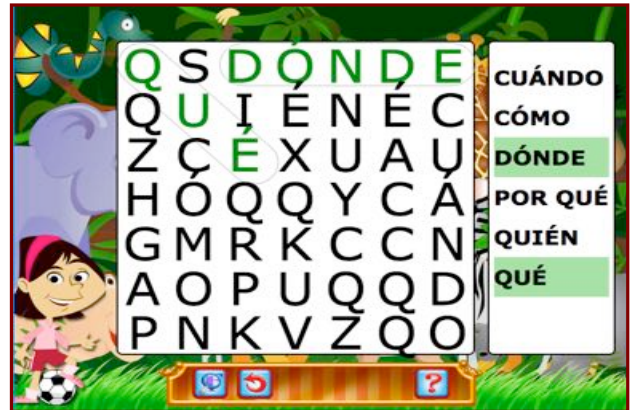 Q S D Ó N D E
Q U I É N É C
Z C É X U A U
H Ó Q Q Y C Á
G M R K C C N
A O P U Q Q D
P N K V Z Q O
CUÁNDO
CÓMO
DÓNDE
POR QUÉ
QUIÉN
QUÉ
?